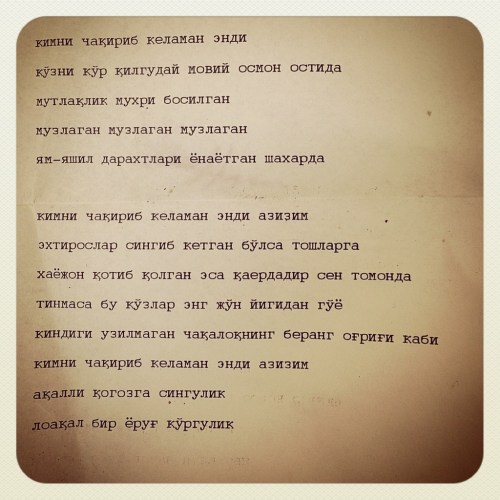 кимни чақириб келаман энди
кўзни кўр қилгудай мовий осмон остида
мутлақлик мухри босилган
музлаган музлаган музлаган
ям-яшил дарахтлари ёнаётган шахарда
кимни чақириб келаман энди азизим
эхтирослар сингиб кетган бўлса тошларга
хаёжон қотиб қолган эса қаердадир сен томонда
тинмаса бу кўзлар энг жўн йиғидан гўё
киндиги узилмаган чақалоқнинг беранг оғриғи каби
кимни чақириб келаман энди азизим
ақалли қоғозга сингулик
лоақал бир ёруғ кўргулик